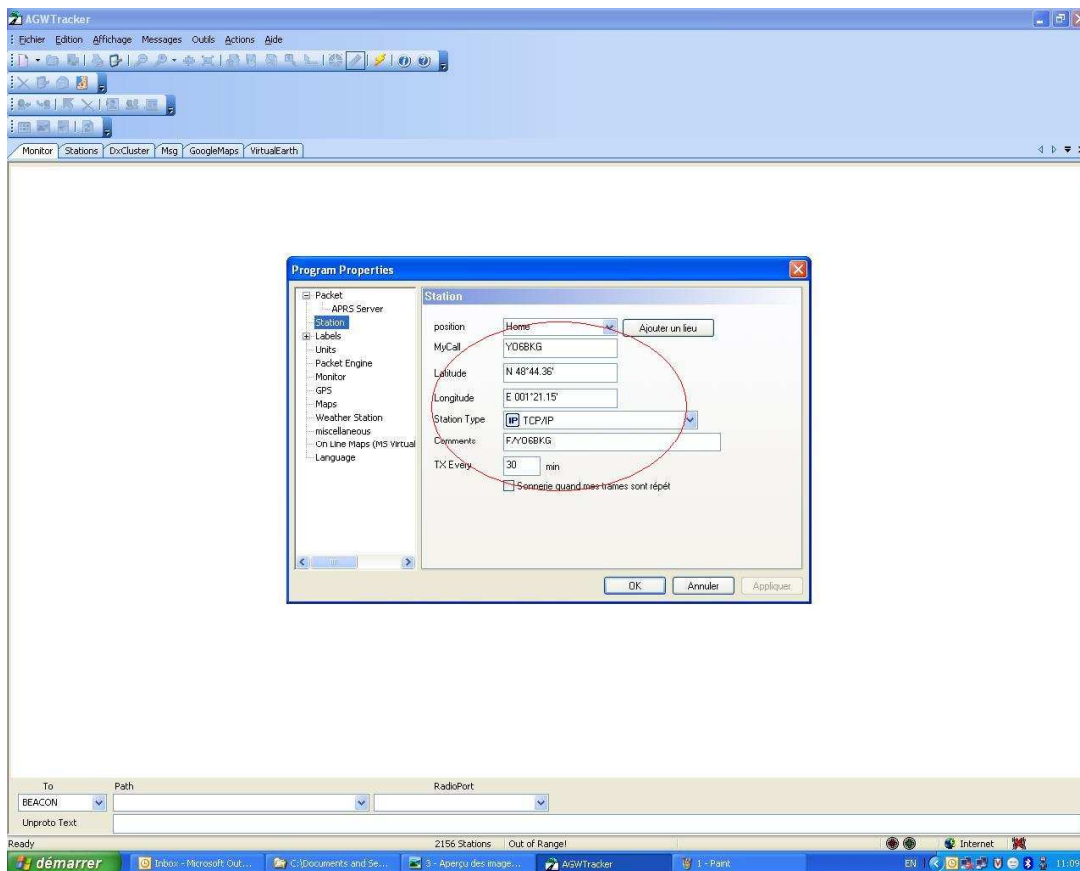 AGWTracker
Fichier Edition Affichage Messages Outils Actions Aide
Monitor Stations DxCluster Msg GoogleMaps VirtualEarth
Program Properties
Packet
APRS Server
Station
Labels
Units
Packet Engine
Monitor
GPS
Maps
Weather Station
miscellaneous
On Line Maps (MS Virtual
Language
Station
position Home Ajouter un lieu
MyCall YO6BKG
Latitude N 48°44.36'
Longitude E 001°21.15'
Station Type IP TCP/IP
Comments F/YO6BKG
TX Every 30 min
Sonnerie quand mes trames sont répét
OK Annuler Appliquer
To Path RadioPort
BEACON
Unproto Text
Ready 2156 Stations Out of Range! Internet
démarrer Inbox - Microsoft Out... C:\Documents and Se... 3 - Aperçu des image... AGWTracker 1 - Paint EN 11:09